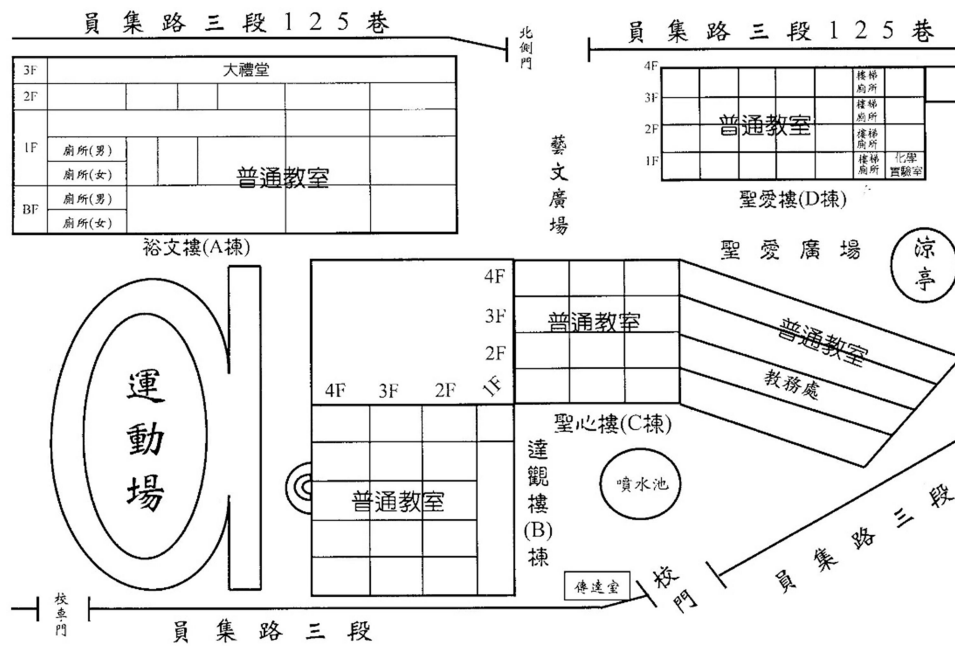 員集路三段125巷
北側門
員集路三段125巷
3F 大禮堂
2F
1F
廁所(男)
廁所(女)
普通教室
BF
廁所(男)
廁所(女)
裕文樓(A棟)
藝文廣場
4F
3F
2F
1F
普通教室
樓梯
廁所
樓梯
廁所
樓梯
廁所
樓梯
廁所
化學
實驗室
聖愛樓(D棟)
聖愛廣場
涼亭
運動場
4F
3F
2F
1F
普通教室
普通教室
教務處
聖心樓(C棟)
4F 3F 2F
普通教室
達觀樓(B)棟
噴水池
傳達室
校門
員集路三段
校車門
員集路三段